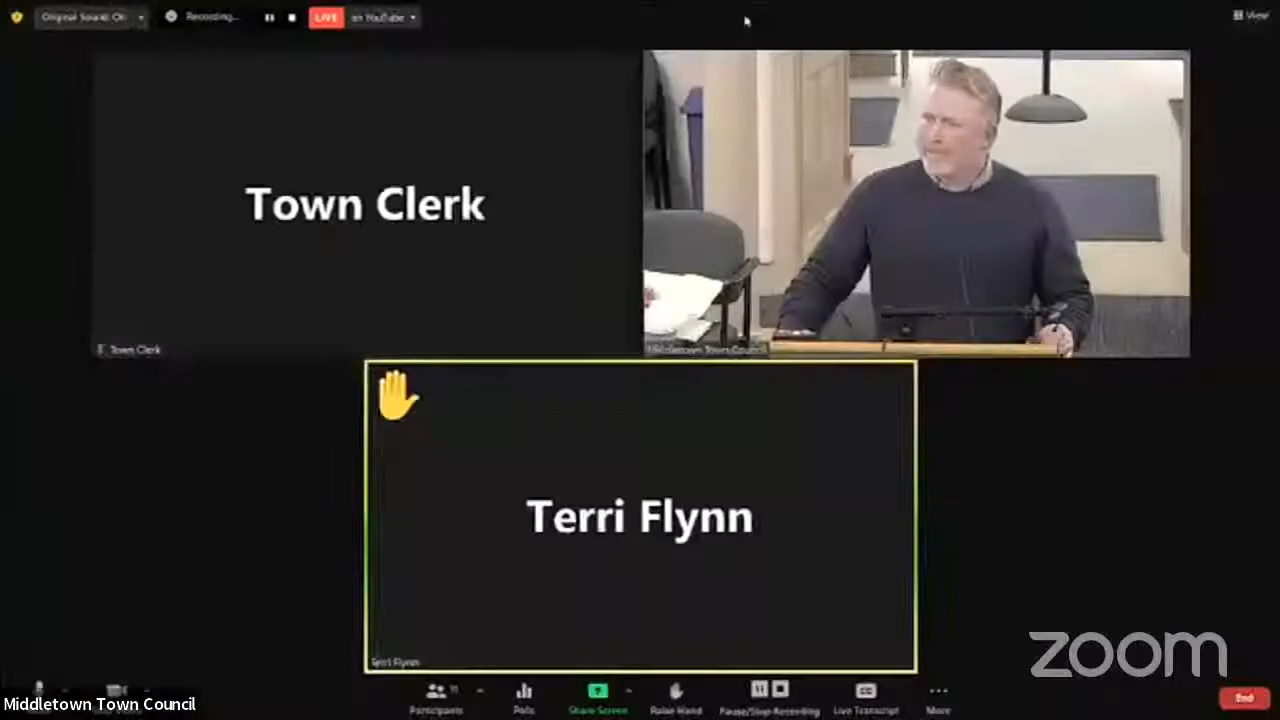 Original Sound: Off
Recording...
LIVE
on YouTube
View
Town Clerk
Town Clerk
Middletown Town Council
Terri Flynn
Terri Flynn
zoom
Middletown Town Council
Participants
Polls
Share Screen
Raise Hand
Pause/Stop Recording
Live Transcript
More
End